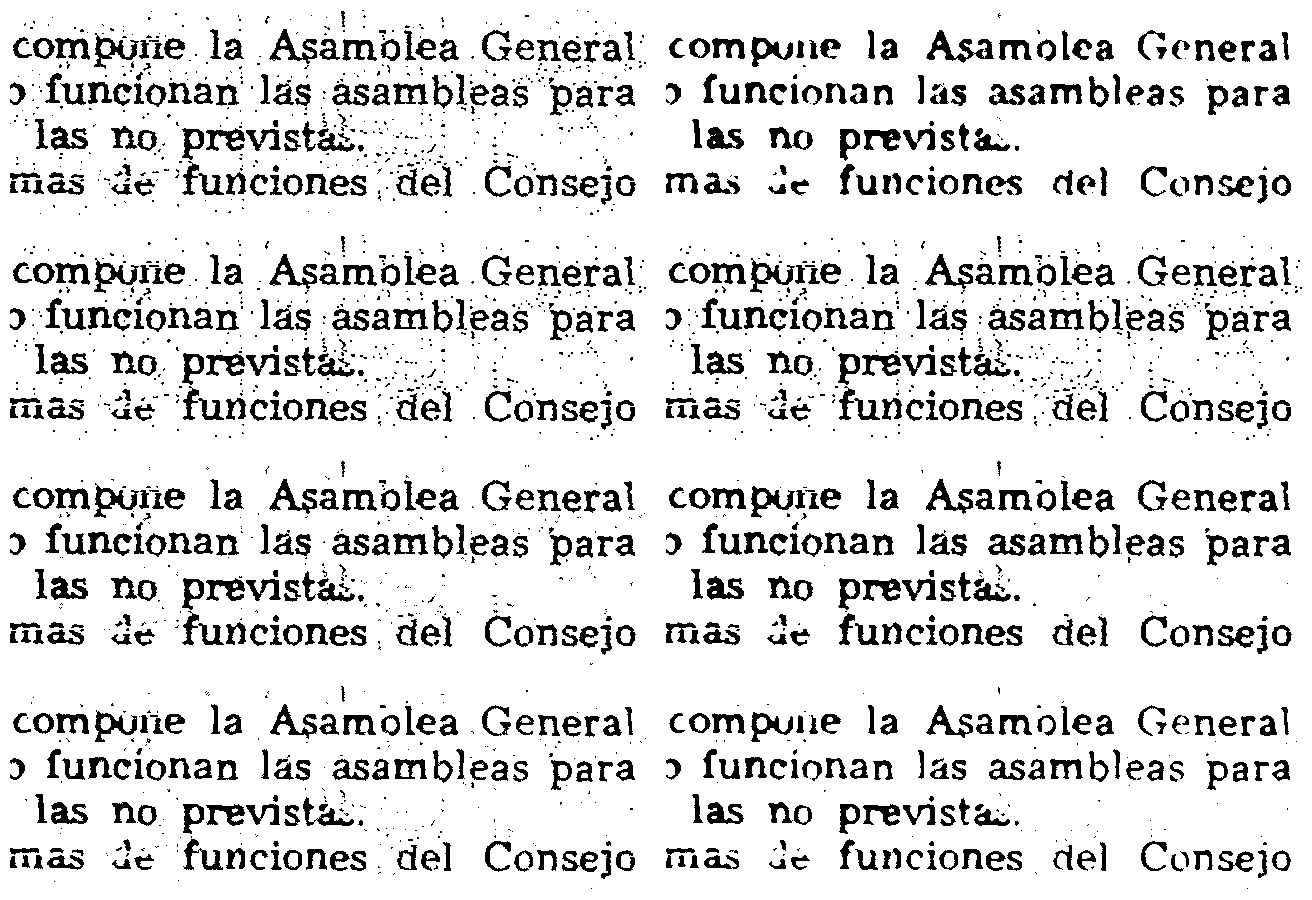 compone la Asamblea General
o funcionan las asambleas para
las no previstas.
mas de funciones del Consejo
compone la Asamblea General
o funcionan las asambleas para
las no previstas.
mas de funciones del Consejo
compone la Asamblea General
o funcionan las asambleas para
las no previstas.
mas de funciones del Consejo
compone la Asamblea General
o funcionan las asambleas para
las no previstas.
mas de funciones del Consejo
compone la Asamblea General
o funcionan las asambleas para
las no previstas.
mas de funciones del Consejo
compone la Asamblea General
o funcionan las asambleas para
las no previstas.
mas de funciones del Consejo
compone la Asamblea General
o funcionan las asambleas para
las no previstas.
mas de funciones del Consejo
compone la Asamblea General
o funcionan las asambleas para
las no previstas.
mas de funciones del Consejo